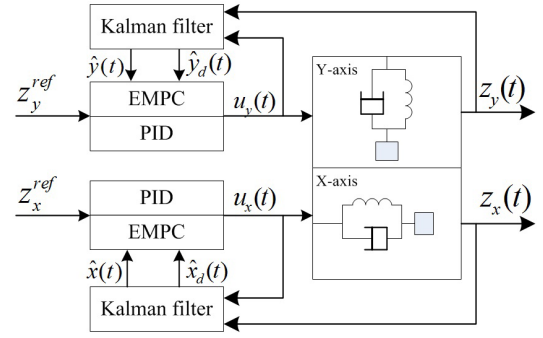 Kalman filter
ŷ(t) ŷ_d(t)
z_y^{ref}
EMPC
PID
u_y(t)
Y-axis
z_y(t)
z_x^{ref}
PID
EMPC
u_x(t)
X-axis
z_x(t)
x̂(t) x̂_d(t)
Kalman filter